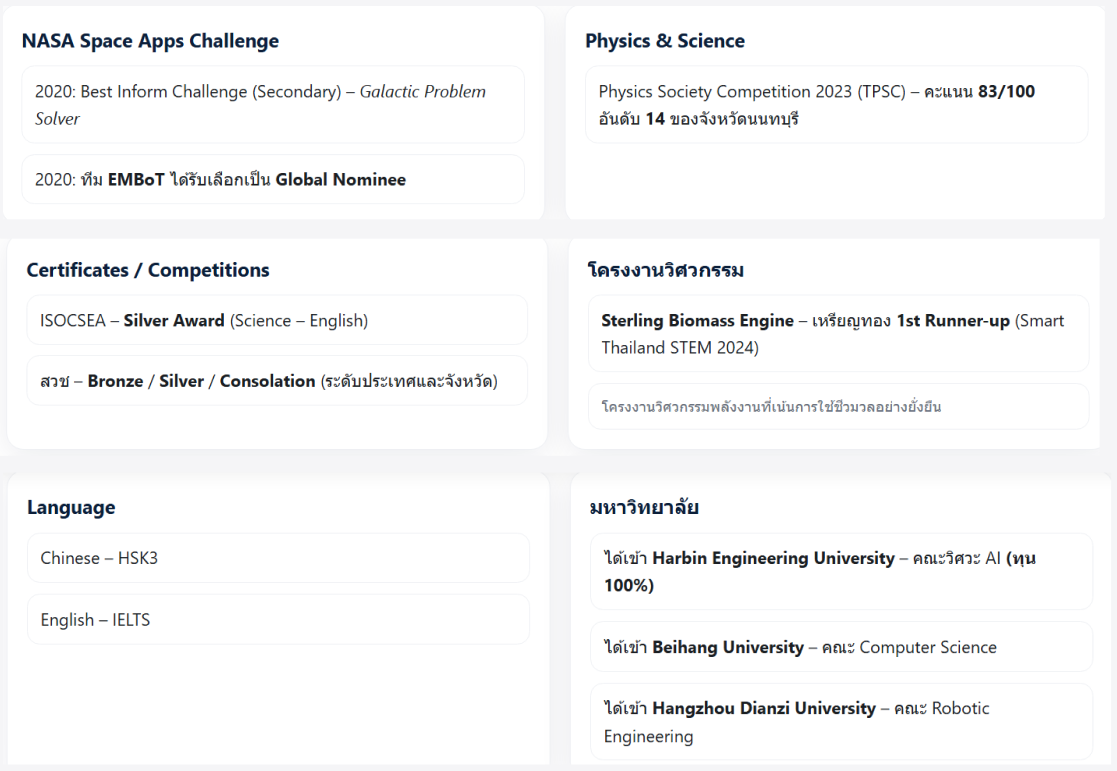 NASA Space Apps Challenge
2020: Best Inform Challenge (Secondary) – Galactic Problem
Solver
2020: ทีม EMBoT ได้รับเลือกเป็น Global Nominee
Physics & Science
Physics Society Competition 2023 (TPSC) – คะแนน 83/100
อันดับ 14 ของจังหวัดนนทบุรี
Certificates / Competitions
ISOCSEA – Silver Award (Science – English)
สวช – Bronze / Silver / Consolation (ระดับประเทศและจังหวัด)
โครงงานวิศวกรรม
Sterling Biomass Engine – เหรียญทอง 1st Runner-up (Smart
Thailand STEM 2024)
โครงงานวิศวกรรมพลังงานที่เน้นการใช้ชีวมวลอย่างยั่งยืน
Language
Chinese – HSK3
English – IELTS
มหาวิทยาลัย
ได้เข้า Harbin Engineering University – คณะวิศวะ AI (ทุน
100%)
ได้เข้า Beihang University – คณะ Computer Science
ได้เข้า Hangzhou Dianzi University – คณะ Robotic
Engineering